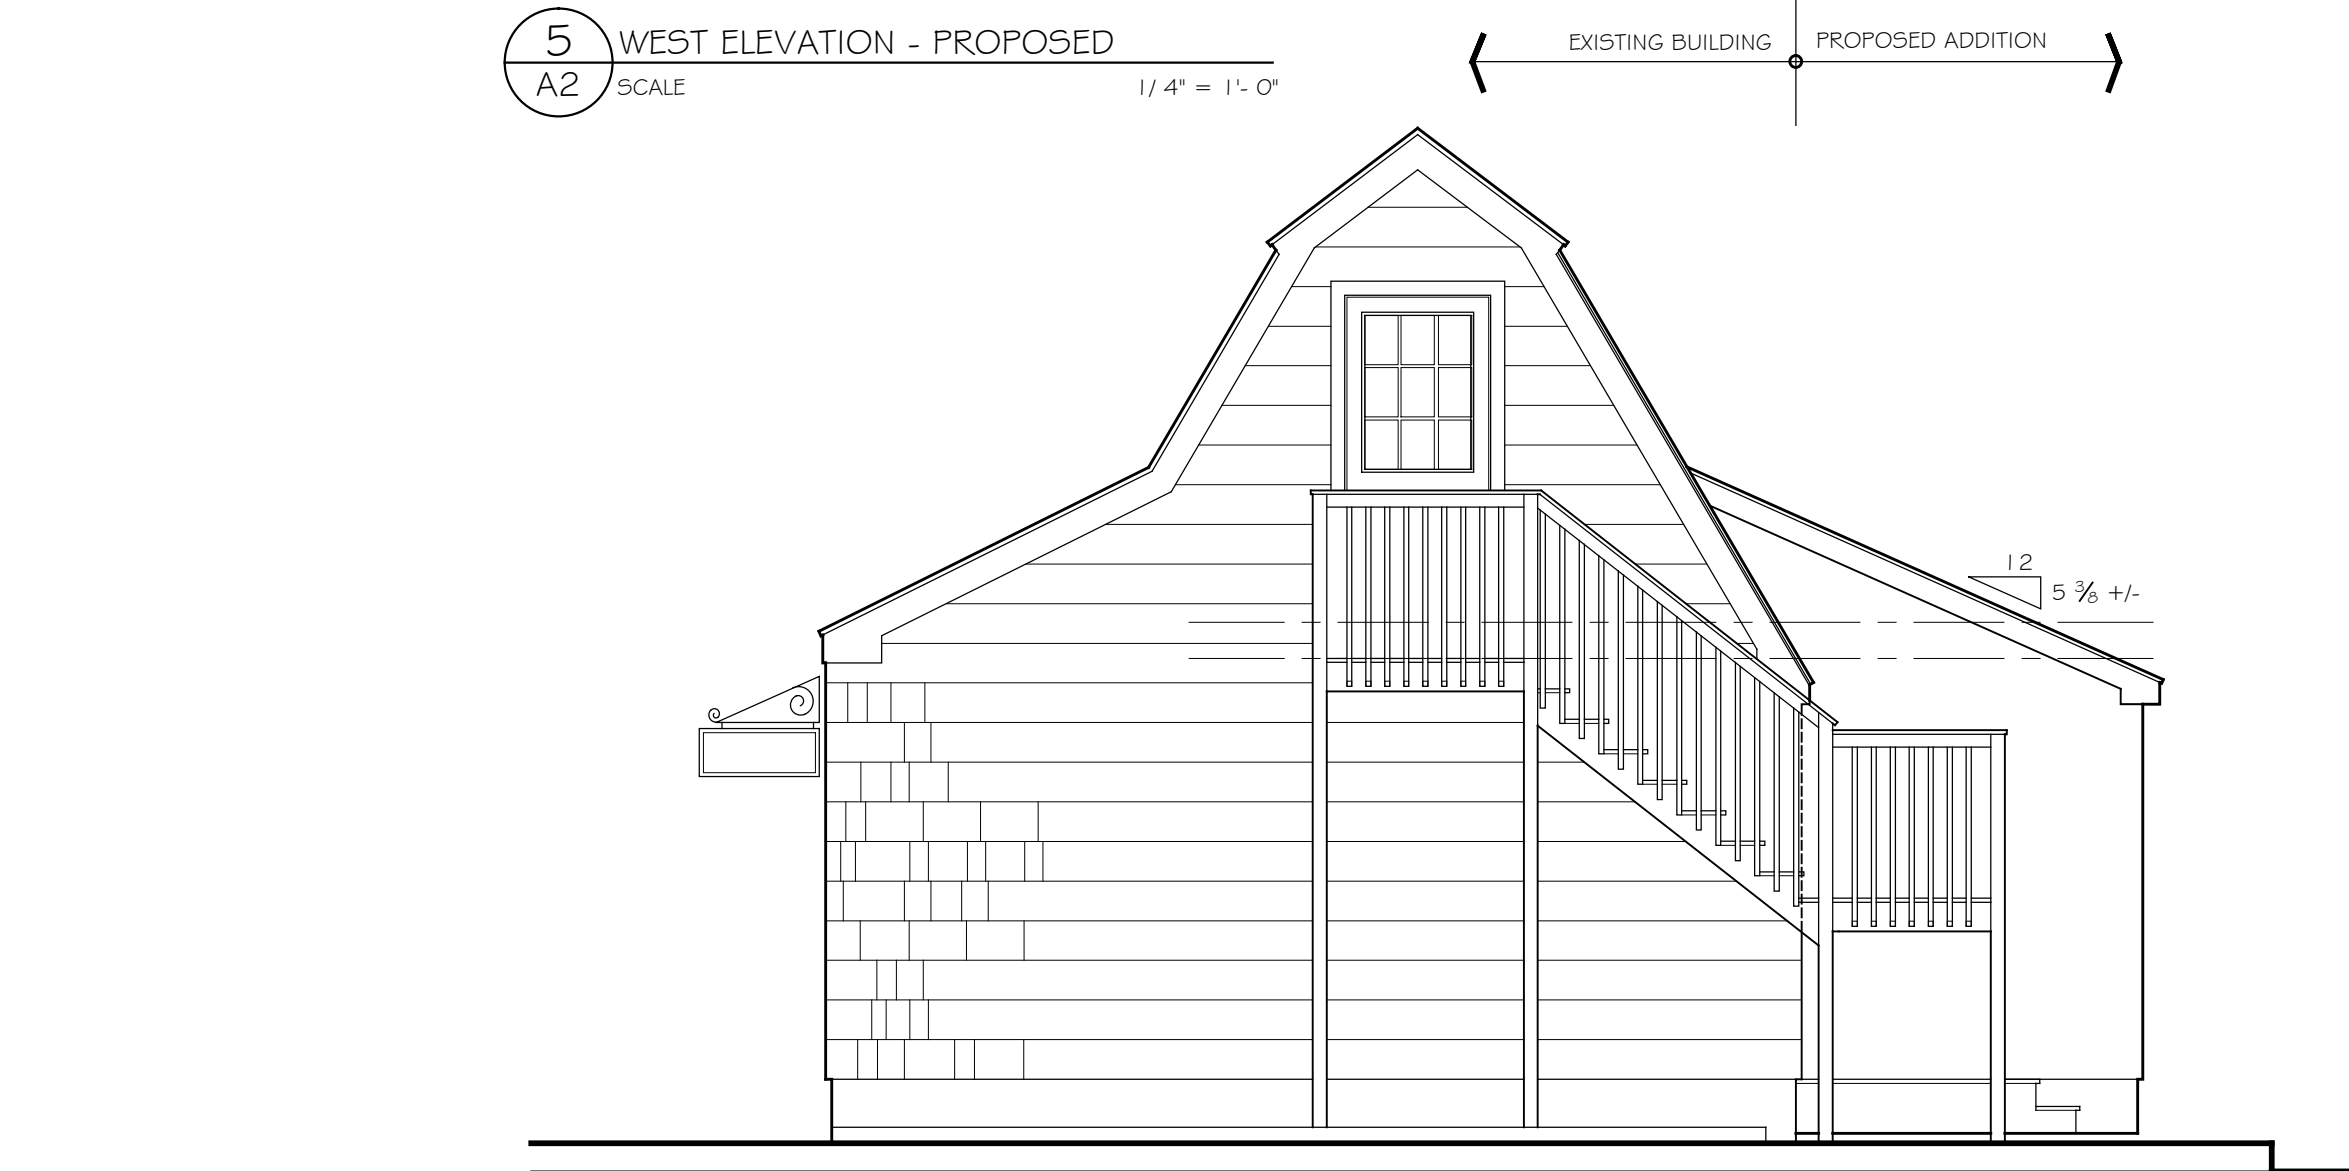 5
WEST ELEVATION - PROPOSED
A2
SCALE
1/4" = 1'-0"
EXISTING BUILDING
PROPOSED ADDITION
12
5 3/8 +/-